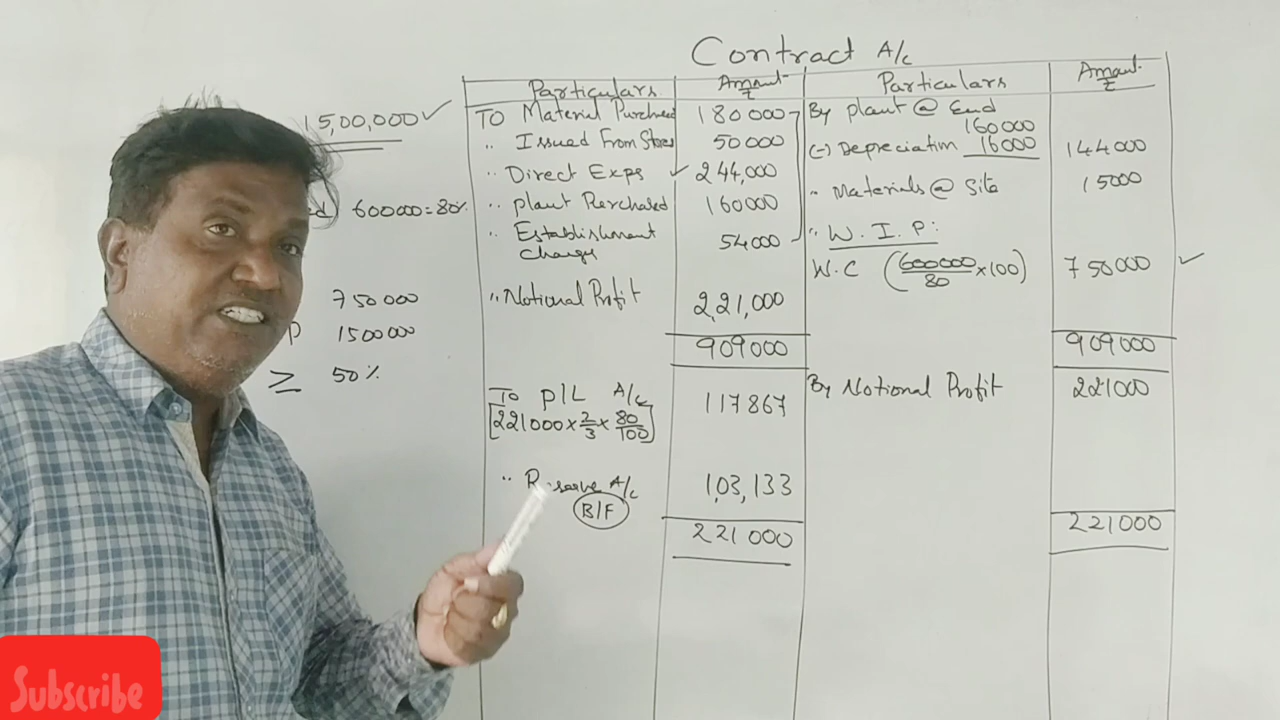 Contract A/c
Particulars Amount ₹ Particulars Amount ₹
15,00,000 ✓
TO Material Purchased 180000 By plant @ End
160000
" Issued From Stores 50000 (-) Depreciation 16000 144000
" Direct Exps ✓ 244,000 " Materials @ Site 15000
600000 = 80%
" plant Purchased 160000
" Establishment charges 54000 " W. I. P:
W.C (600000/80 × 100) 750000 ✓
750000
" Notional Profit 2,21,000
P 1500000
909000 909000
≥ 50%
To P/L A/c 117867 By Notional Profit 221000
[221000 × 2/3 × 80/100]
" Reserve A/c 1,03,133
B/F
221000 221000
Subscribe